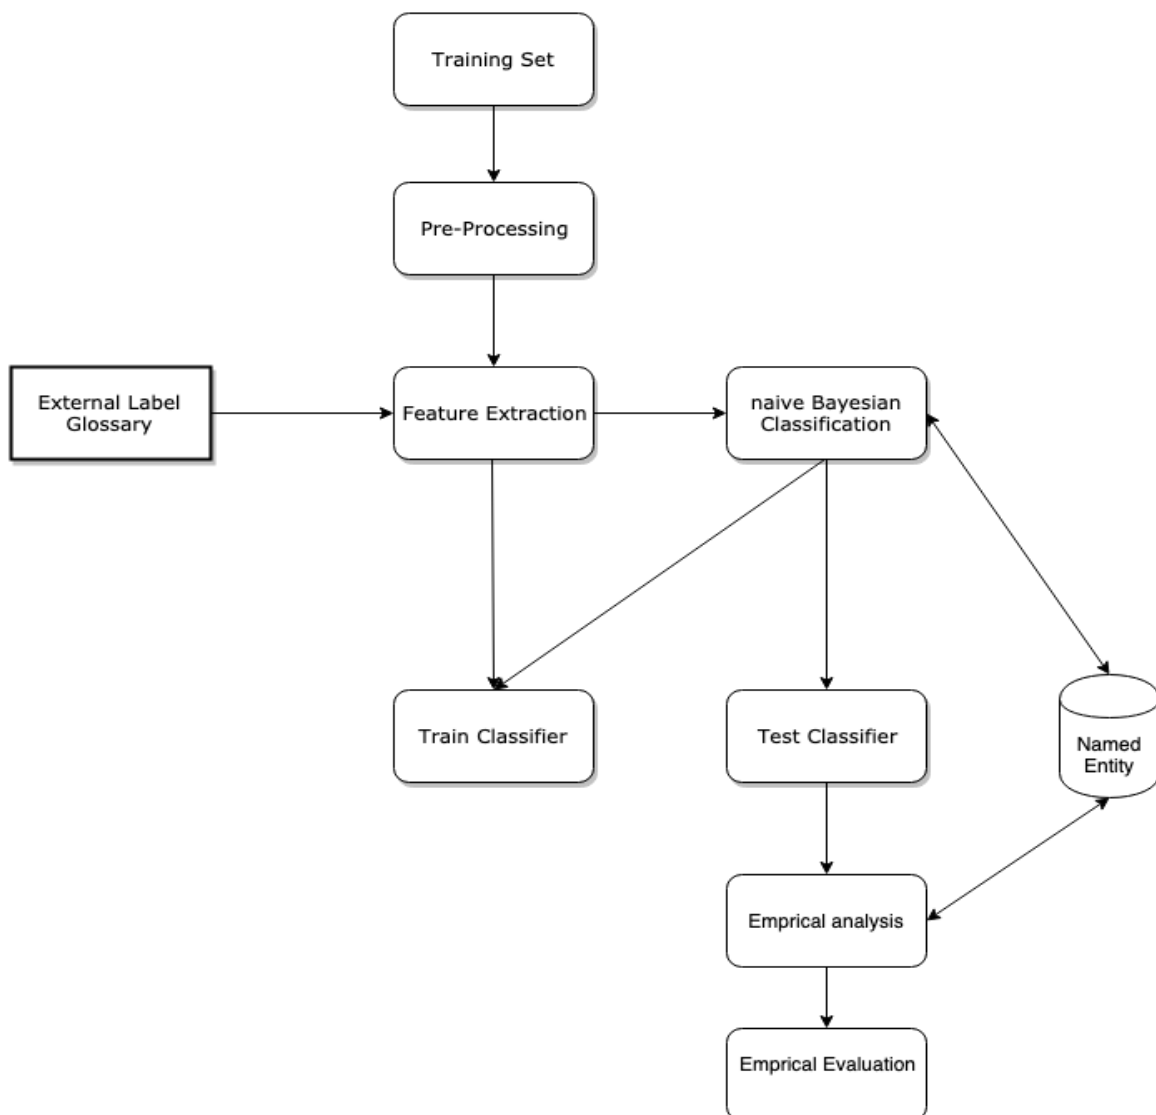 Training Set
Pre-Processing
External Label
Glossary
Feature Extraction
naive Bayesian
Classification
Train Classifier
Test Classifier
Named
Entity
Emprical analysis
Emprical Evaluation